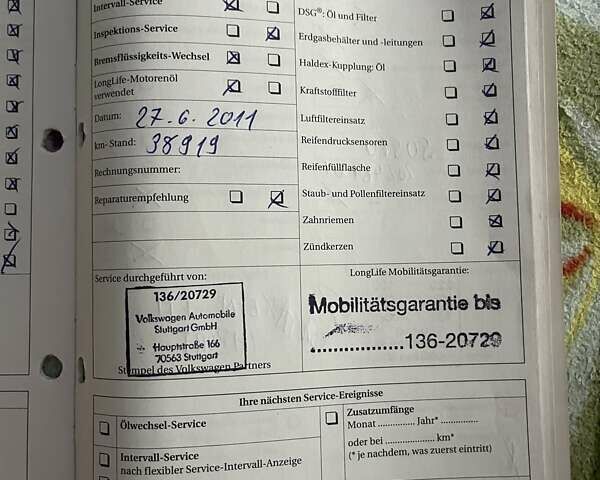 Intervall-Service
Inspektions-Service
Bremsflüssigkeits-Wechsel
LongLife-Motorenöl
verwendet
Datum: 27.6.2011
km-Stand: 38919
Rechnungsnummer:
Reparaturempfehlung
DSG®: Öl und Filter
Erdgasbehälter und -leitungen
Haldex-Kupplung: Öl
Kraftstofffilter
Luftfiltereinsatz
Reifendrucksensoren
Reifenfüllflasche
Staub- und Pollenfiltereinsatz
Zahnriemen
Zündkerzen
Service durchgeführt von:
136/20729
Volkswagen Automobile
Stuttgart GmbH
Hauptstraße 166
70563 Stuttgart
Stempel des Volkswagen Partners
LongLife Mobilitätsgarantie:
Mobilitätsgarantie bis
................136-20729
Ihre nächsten Service-Ereignisse
Ölwechsel-Service
Intervall-Service
nach flexibler Service-Intervall-Anzeige
Zusatzumfänge
Monat ............... Jahr* ...............
oder bei .................... km*
(* je nachdem, was zuerst eintritt)